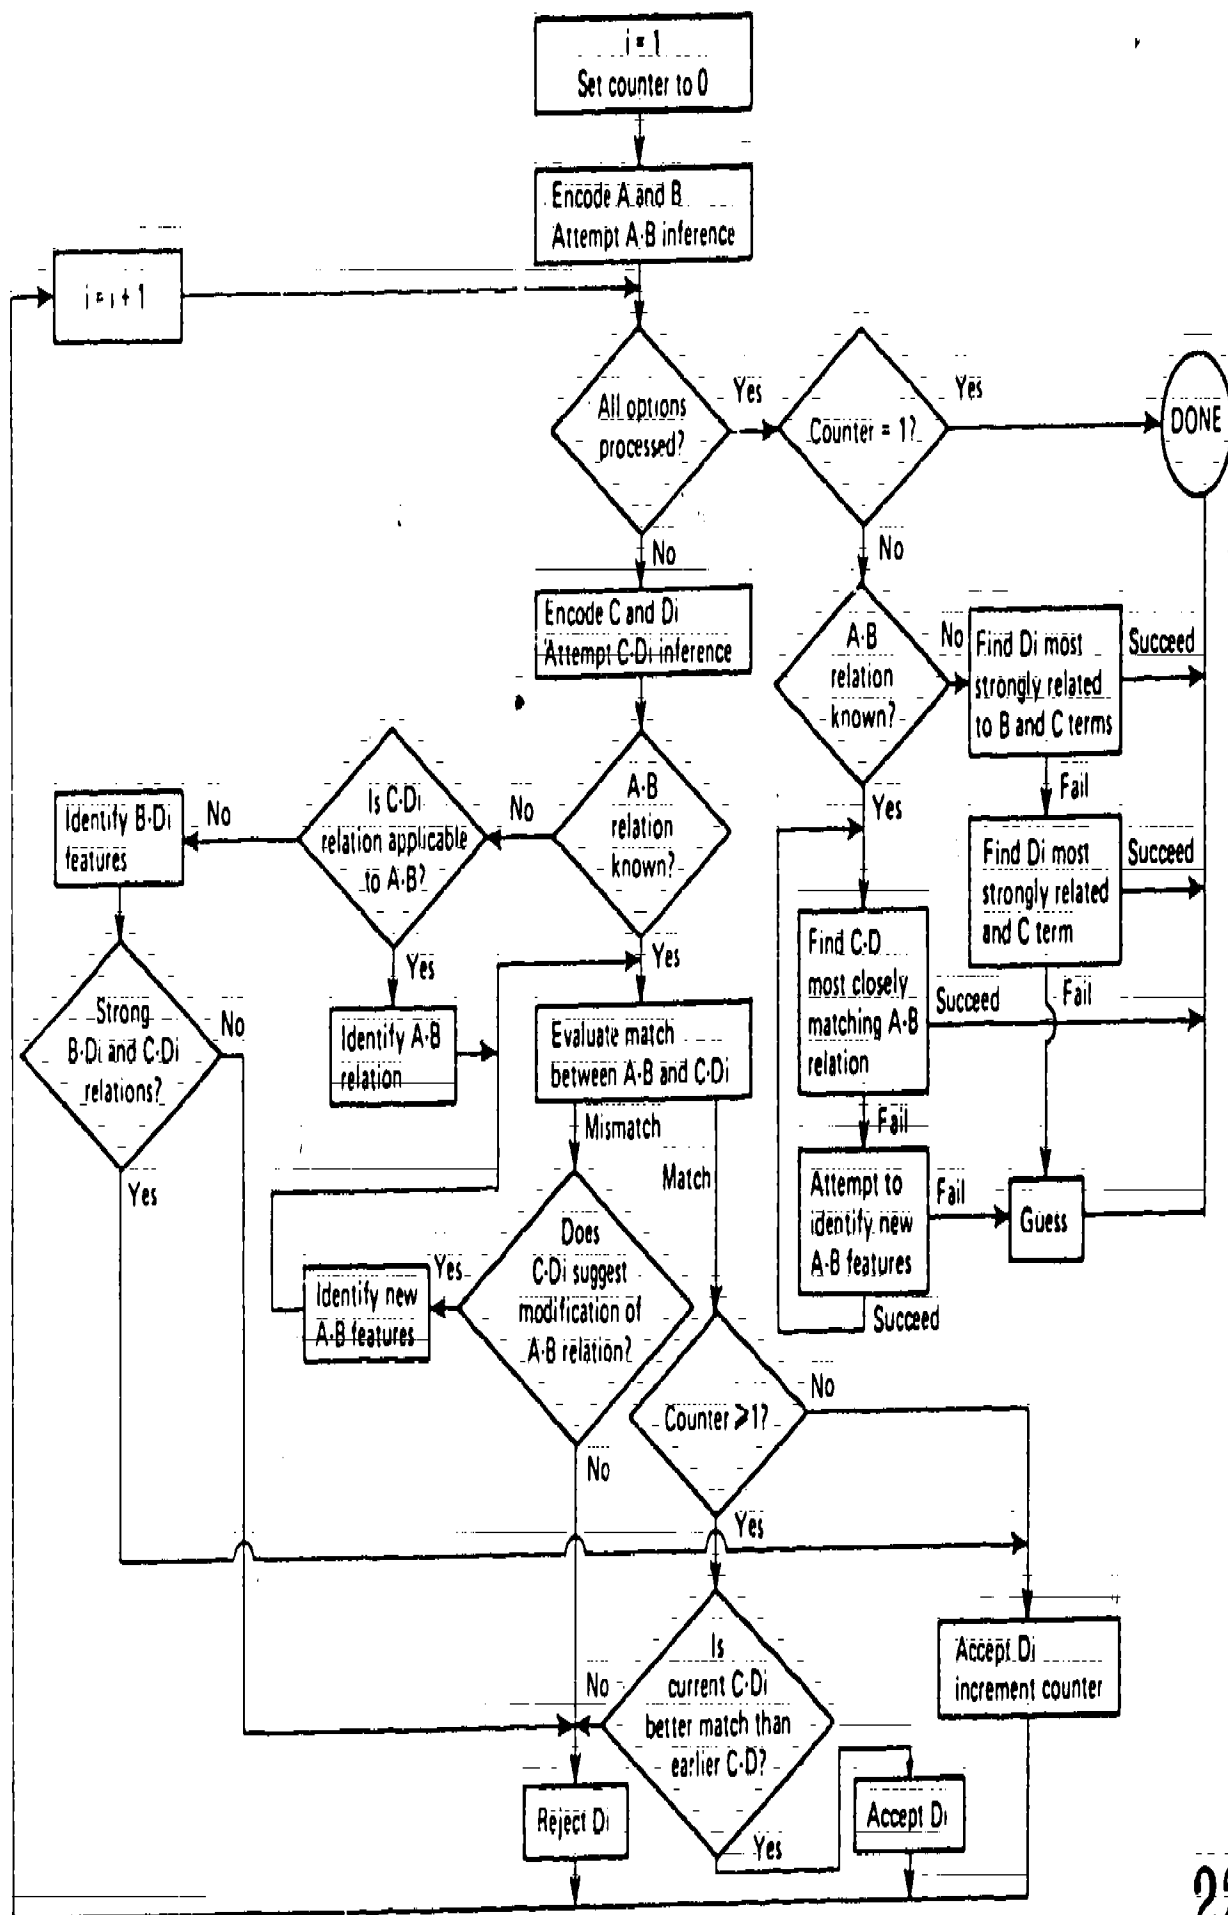 i = 1
Set counter to 0
Encode A and B
Attempt A·B inference
i = i + 1
All options
processed?
Yes
Counter = 1?
Yes
DONE
No
No
Encode C and Di
Attempt C·Di inference
A·B
relation
known?
No
Find Di most
strongly related
to B and C terms
Succeed
Fail
Yes
Find Di most
strongly related
and C term
Succeed
Fail
A·B
relation
known?
No
Is C·Di
relation applicable
to A·B?
No
Identify B·Di
features
Yes
Yes
Identify A·B
relation
Evaluate match
between A·B and C·Di
Find C·D
most closely
matching A·B
relation
Succeed
Fail
Strong
B·Di and C·Di
relations?
No
Yes
Mismatch
Match
Attempt to
identify new
A·B features
Fail
Guess
Succeed
Does
C·Di suggest
modification of
A·B relation?
Yes
Identify new
A·B features
No
Counter ⩾1?
No
Yes
Is
current C·Di
better match than
earlier C·D?
No
Yes
Accept Di
increment counter
Reject Di
Accept Di